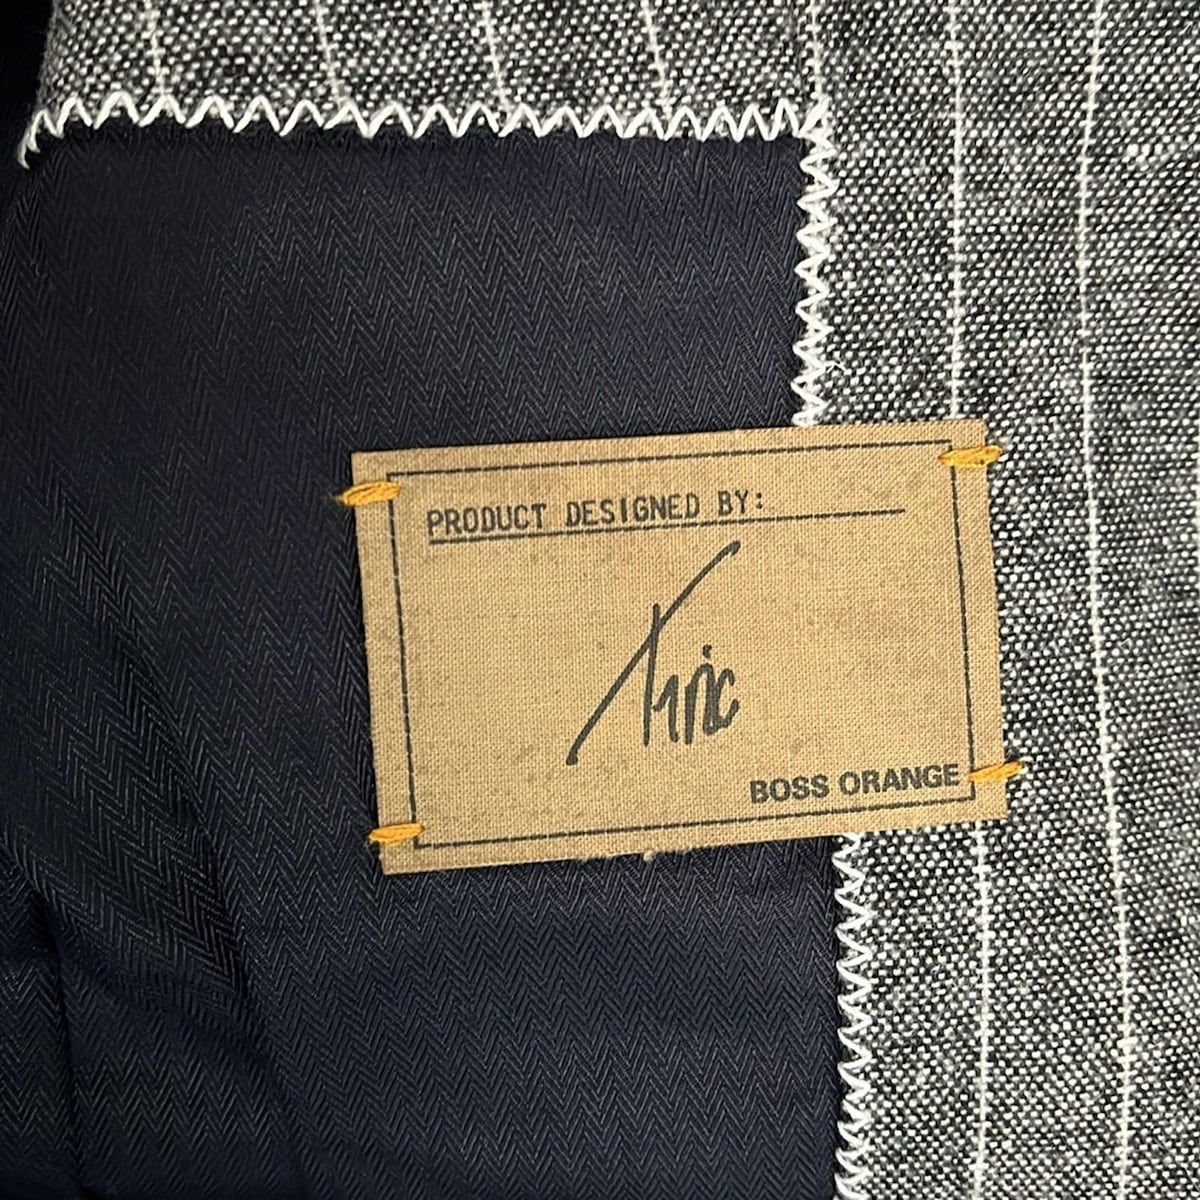 PRODUCT DESIGNED BY:
BOSS ORANGE